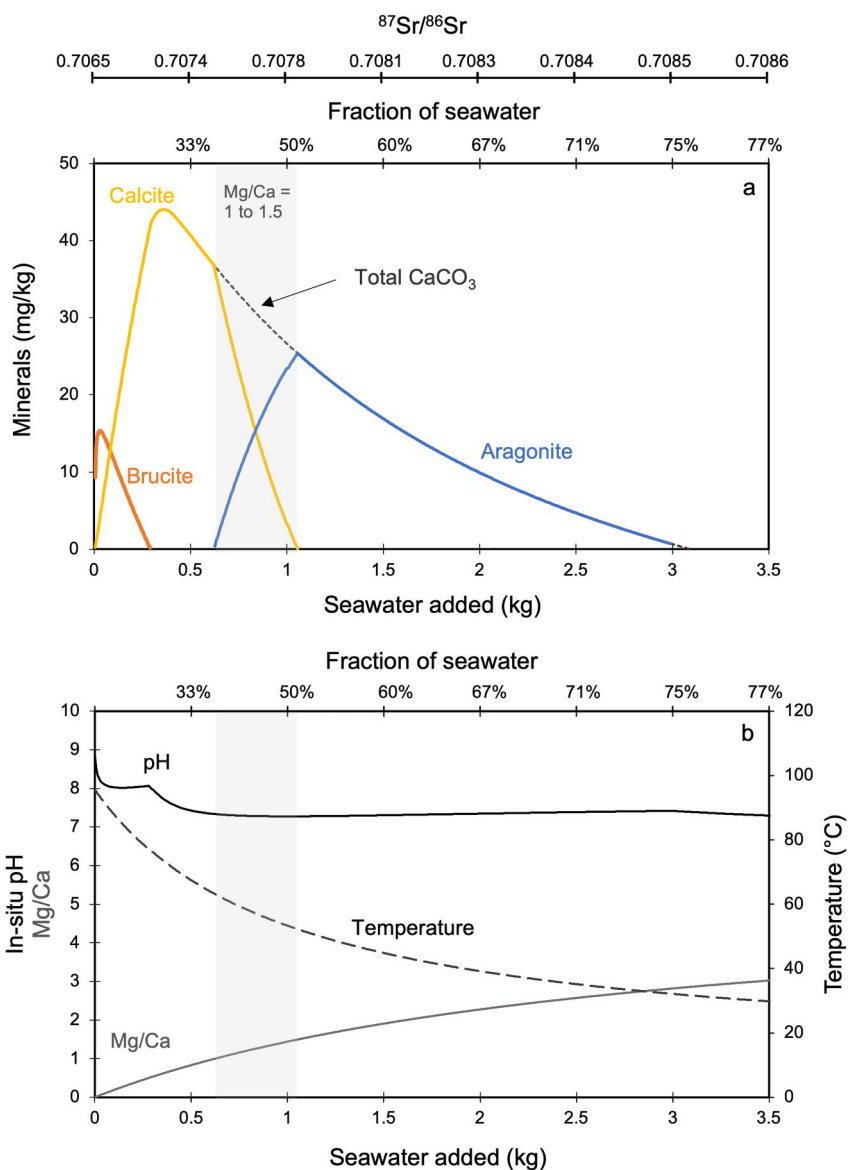 ⁸⁷Sr/⁸⁶Sr
0.7065 0.7074 0.7078 0.7081 0.7083 0.7084 0.7085 0.7086
Fraction of seawater
33% 50% 60% 67% 71% 75% 77%
50
40
30
20
10
0
Minerals (mg/kg)
Calcite
Mg/Ca =
1 to 1.5
a
Total CaCO₃
Brucite
Aragonite
0 0.5 1 1.5 2 2.5 3 3.5
Seawater added (kg)
Fraction of seawater
33% 50% 60% 67% 71% 75% 77%
10
9
8
7
6
5
4
3
2
1
0
In-situ pH
Mg/Ca
pH
b
Temperature
Mg/Ca
120
100
80
60
40
20
0
Temperature (°C)
0 0.5 1 1.5 2 2.5 3 3.5
Seawater added (kg)